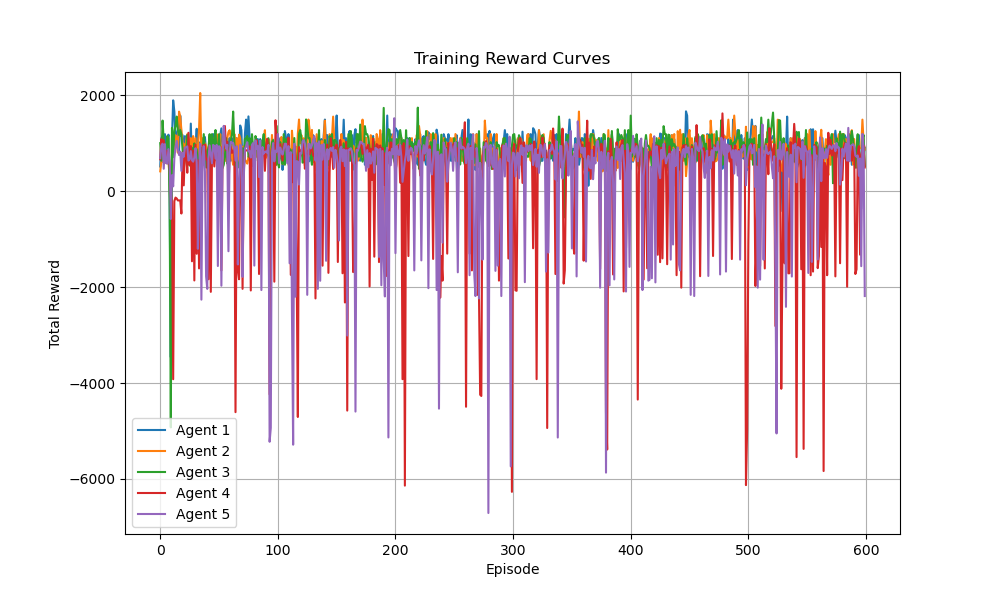 Training Reward Curves
Total Reward
2000
0
−2000
−4000
−6000
Agent 1
Agent 2
Agent 3
Agent 4
Agent 5
0 100 200 300 400 500 600
Episode